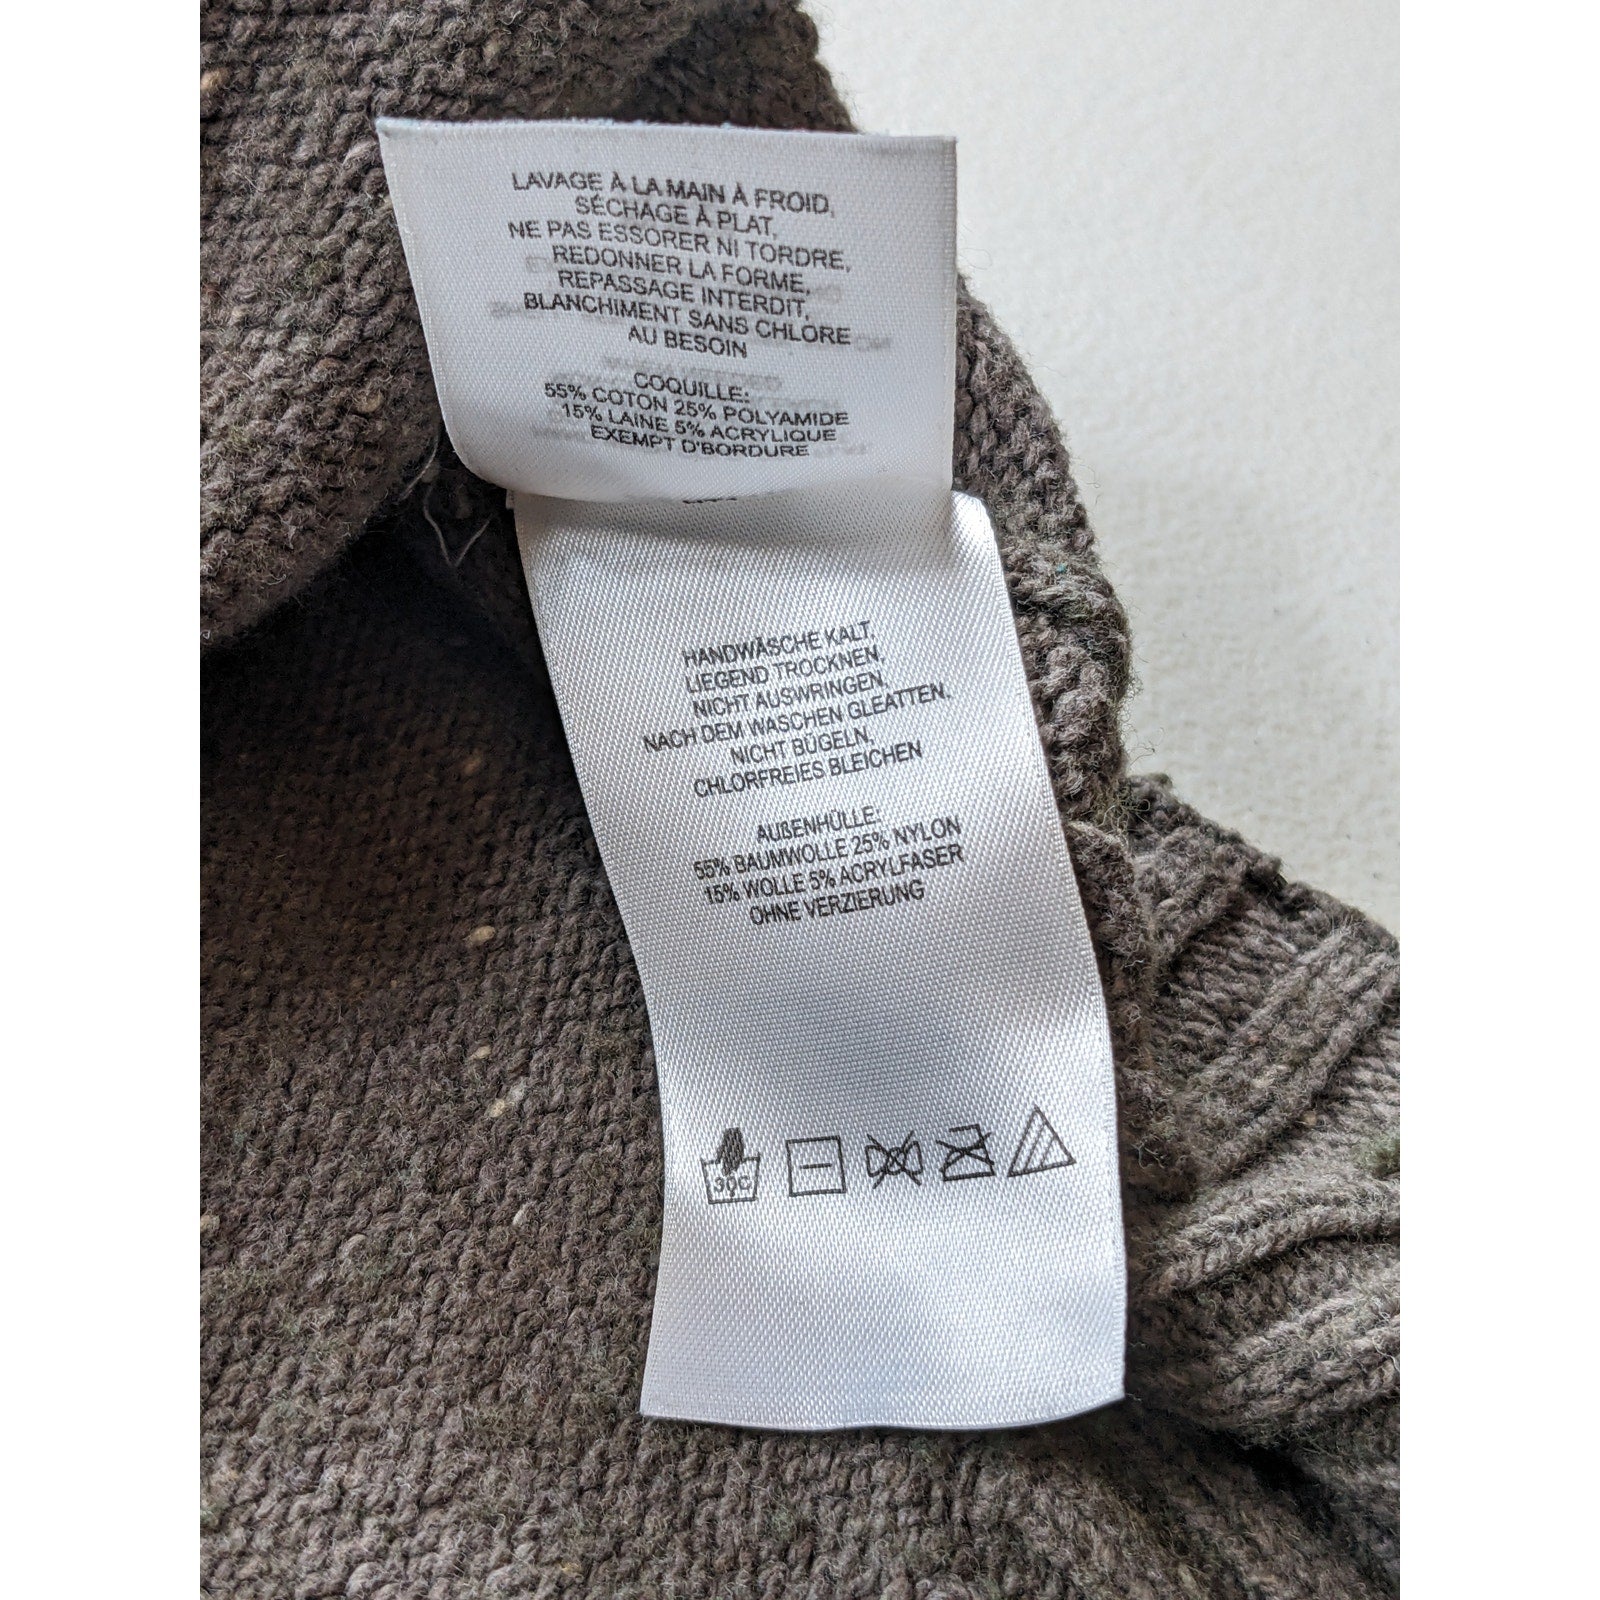 LAVAGE À LA MAIN À FROID,
SÉCHAGE À PLAT,
NE PAS ESSORER NI TORDRE,
REDONNER LA FORME,
REPASSAGE INTERDIT,
BLANCHIMENT SANS CHLORE
AU BESOIN
COQUILLE:
55% COTON 25% POLYAMIDE
15% LAINE 5% ACRYLIQUE
EXEMPT D'BORDURE
HANDWÄSCHE KALT,
LIEGEND TROCKNEN,
NICHT AUSWRINGEN,
NACH DEM WASCHEN GLEATTEN,
NICHT BÜGELN,
CHLORFREIES BLEICHEN
AUßENHÜLLE:
55% BAUMWOLLE 25% NYLON
15% WOLLE 5% ACRYLFASER
OHNE VERZIERUNG
30C